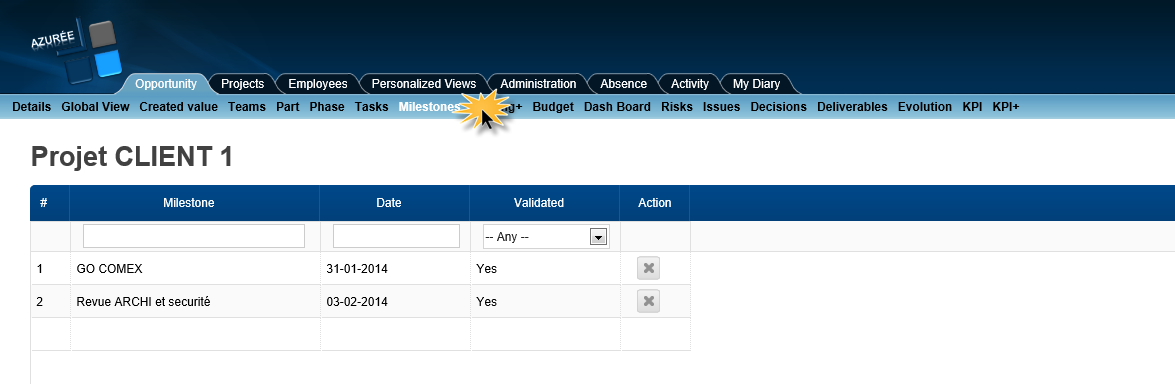 AZURÉE
Opportunity Projects Employees Personalized Views Administration Absence Activity My Diary
Details Global View Created value Teams Part Phase Tasks Milestones Budget Dash Board Risks Issues Decisions Deliverables Evolution KPI KPI+
Projet CLIENT 1
# Milestone Date Validated Action
-- Any --
1 GO COMEX 31-01-2014 Yes
2 Revue ARCHI et securité 03-02-2014 Yes